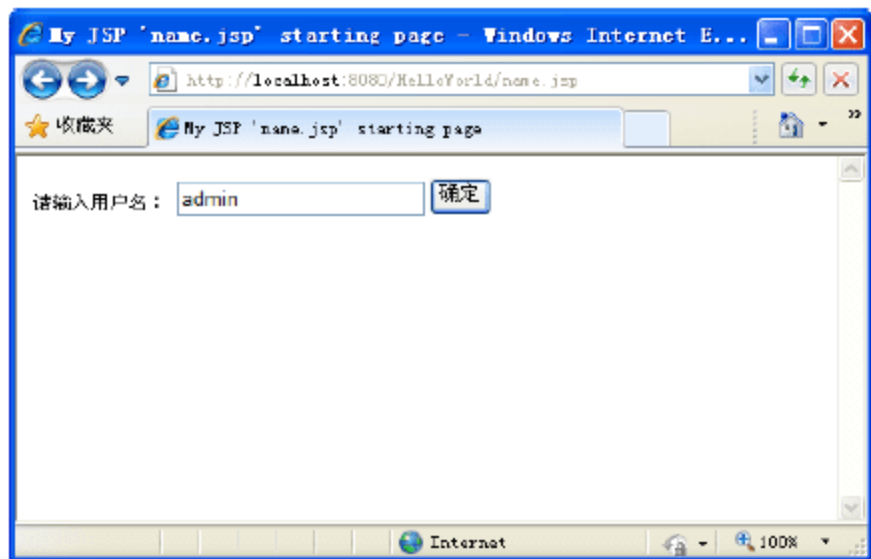 My JSP 'name.jsp' starting page - Windows Internet E...
http://localhost:8080/HelloWorld/name.jsp
收藏夹
My JSP 'name.jsp' starting page
»
请输入用户名：
admin
确定
Internet
100%